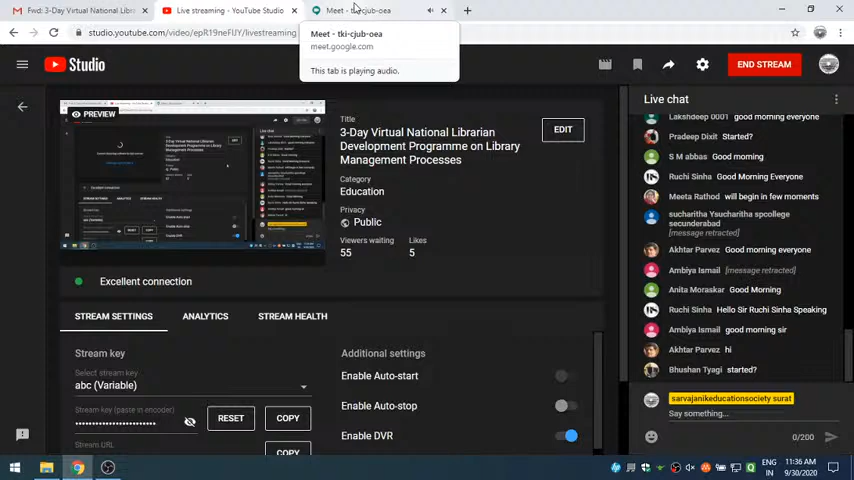 Fwd: 3-Day Virtual National Libr
Live streaming - YouTube Studio
Meet - tki-cjub-oea
studio.youtube.com/video/epR19neFlJY/livestreaming
Meet - tki-cjub-oea
meet.google.com
This tab is playing audio.
Studio
END STREAM
PREVIEW
Title
3-Day Virtual National Librarian
Development Programme on Library
Management Processes
EDIT
Category
Education
Privacy
Public
Viewers waiting
55
Likes
5
Excellent connection
STREAM SETTINGS
ANALYTICS
STREAM HEALTH
Stream key
Select stream key
abc (Variable)
Stream key (paste in encoder)
RESET
COPY
Stream URL
COPY
Additional settings
Enable Auto-start
Enable Auto-stop
Enable DVR
Live chat
Lakshdeep 0001 good morning everyone
Pradeep Dixit Started?
S M abbas Good morning
Ruchi Sinha Good Morning Everyone
Meeta Rathod will begin in few moments
sucharitha Ysucharitha spcollege
secunderabad
[message retracted]
Akhtar Parvez Good morning everyone
Ambiya Ismail [message retracted]
Anita Moraskar Good Morning
Ruchi Sinha Hello Sir Ruchi Sinha Speaking
Ambiya Ismail good morning sir
Akhtar Parvez hi
Bhushan Tyagi started?
sarvajanikeducationsociety surat
Say something...
0/200
ENG
IN
11:36 AM
9/30/2020